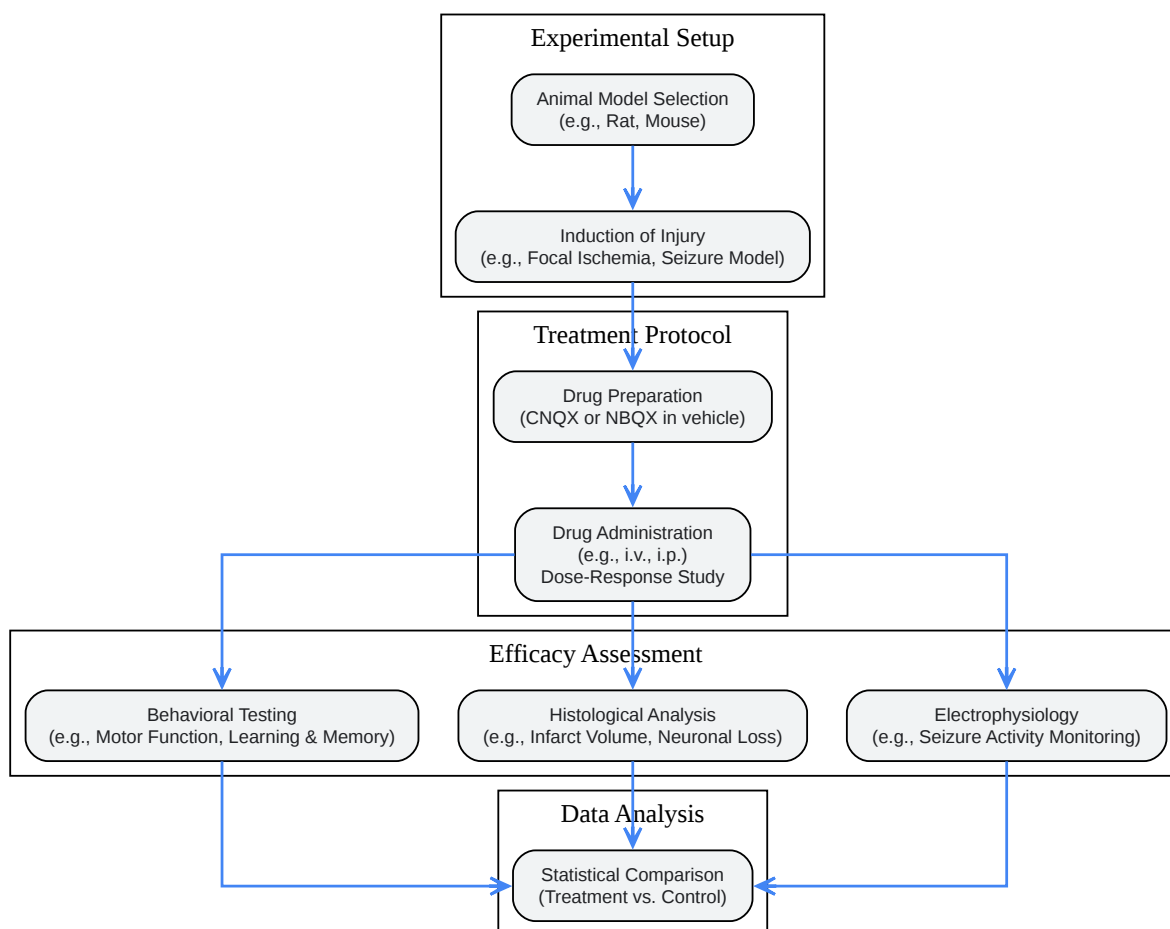 Experimental Setup
Animal Model Selection
(e.g., Rat, Mouse)
Induction of Injury
(e.g., Focal Ischemia, Seizure Model)
Treatment Protocol
Drug Preparation
(CNQX or NBQX in vehicle)
Drug Administration
(e.g., i.v., i.p.)
Dose-Response Study
Efficacy Assessment
Behavioral Testing
(e.g., Motor Function, Learning & Memory)
Histological Analysis
(e.g., Infarct Volume, Neuronal Loss)
Electrophysiology
(e.g., Seizure Activity Monitoring)
Data Analysis
Statistical Comparison
(Treatment vs. Control)